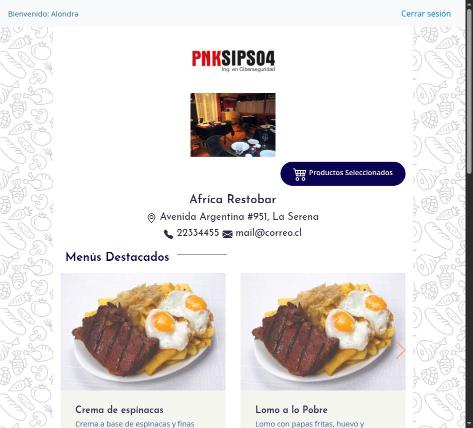 Bienvenido: Alondra
Cerrar sesión
PNKSIPSO4
Ing. en Ciberseguridad
Productos Seleccionados
Africa Restobar
Avenida Argentina #951, La Serena
22334455 mail@correo.cl
Menús Destacados
Crema de espinacas
Lomo a lo Pobre
Crema a base de espinacas y finas
Lomo con papas fritas, huevo y